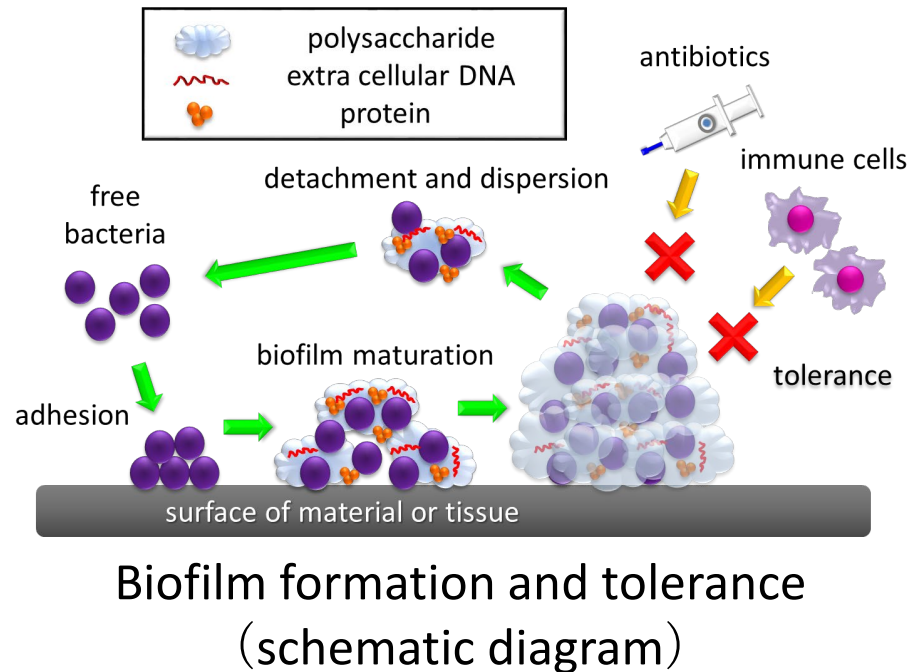 polysaccharide
extra cellular DNA
protein
antibiotics
immune cells
detachment and dispersion
free
bacteria
biofilm maturation
tolerance
adhesion
surface of material or tissue
Biofilm formation and tolerance
（schematic diagram）